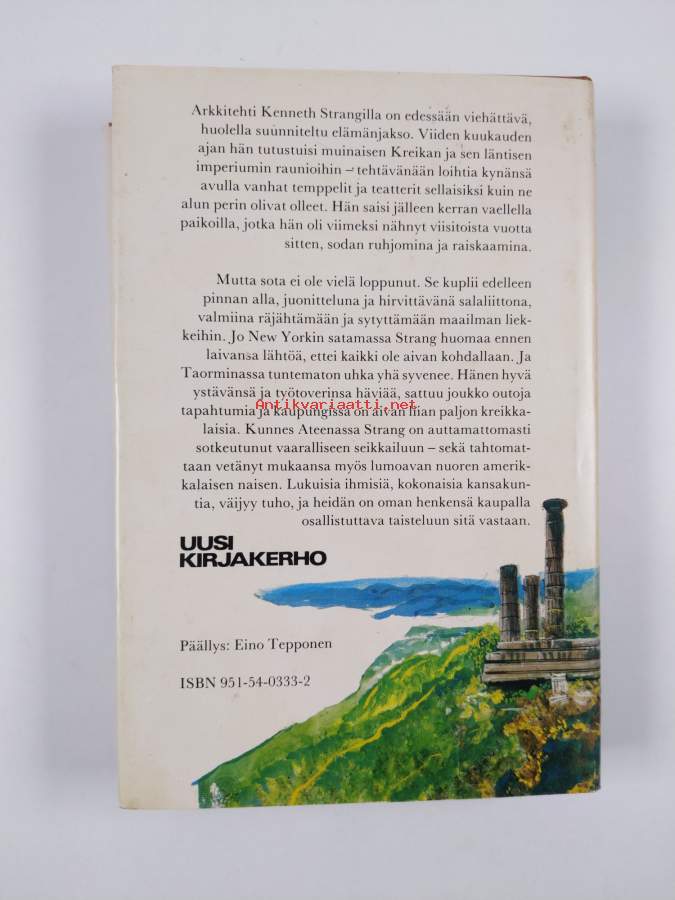 Arkkitehti Kenneth Strangilla on edessään viehättävä,
huolella suunniteltu elämänjakso. Viiden kuukauden
ajan hän tutustuisi muinaisen Kreikan ja sen läntisen
imperiumin raunioihin – tehtävänään loihtia kynänsä
avulla vanhat temppelit ja teatterit sellaisiksi kuin ne
alun perin olivat olleet. Hän saisi jälleen kerran vaellella
paikoilla, jotka hän oli viimeksi nähnyt viisitoista vuotta
sitten, sodan ruhjomina ja raiskaamina.
Mutta sota ei ole vielä loppunut. Se kuplii edelleen
pinnan alla, juonitteluna ja hirvittävänä salaliittona,
valmiina räjähtämään ja sytyttämään maailman liek-
keihin. Jo New Yorkin satamassa Strang huomaa ennen
laivansa lähtöä, ettei kaikki ole aivan kohdallaan. Ja
Taorminassa tuntematon uhka yhä syvenee. Hänen hyvä
ystävänsä ja työtoverinsa häviää, sattuu joukko outoja
Antikvariaatti.net
tapahtumia ja kaupungissa on aivan liian paljon kreikka-
laisia. Kunnes Ateenassa Strang on auttamattomasti
sotkeutunut vaaralliseen seikkailuun – sekä tahtomat-
taan vetänyt mukaansa myös lumoavan nuoren amerik-
kalaisen naisen. Lukuisia ihmisiä, kokonaisia kansakun-
tia, väijyy tuho, ja heidän on oman henkensä kaupalla
osallistuttava taisteluun sitä vastaan.
UUSI
KIRJAKERHO
Päällys: Eino Tepponen
ISBN 951-54-0333-2